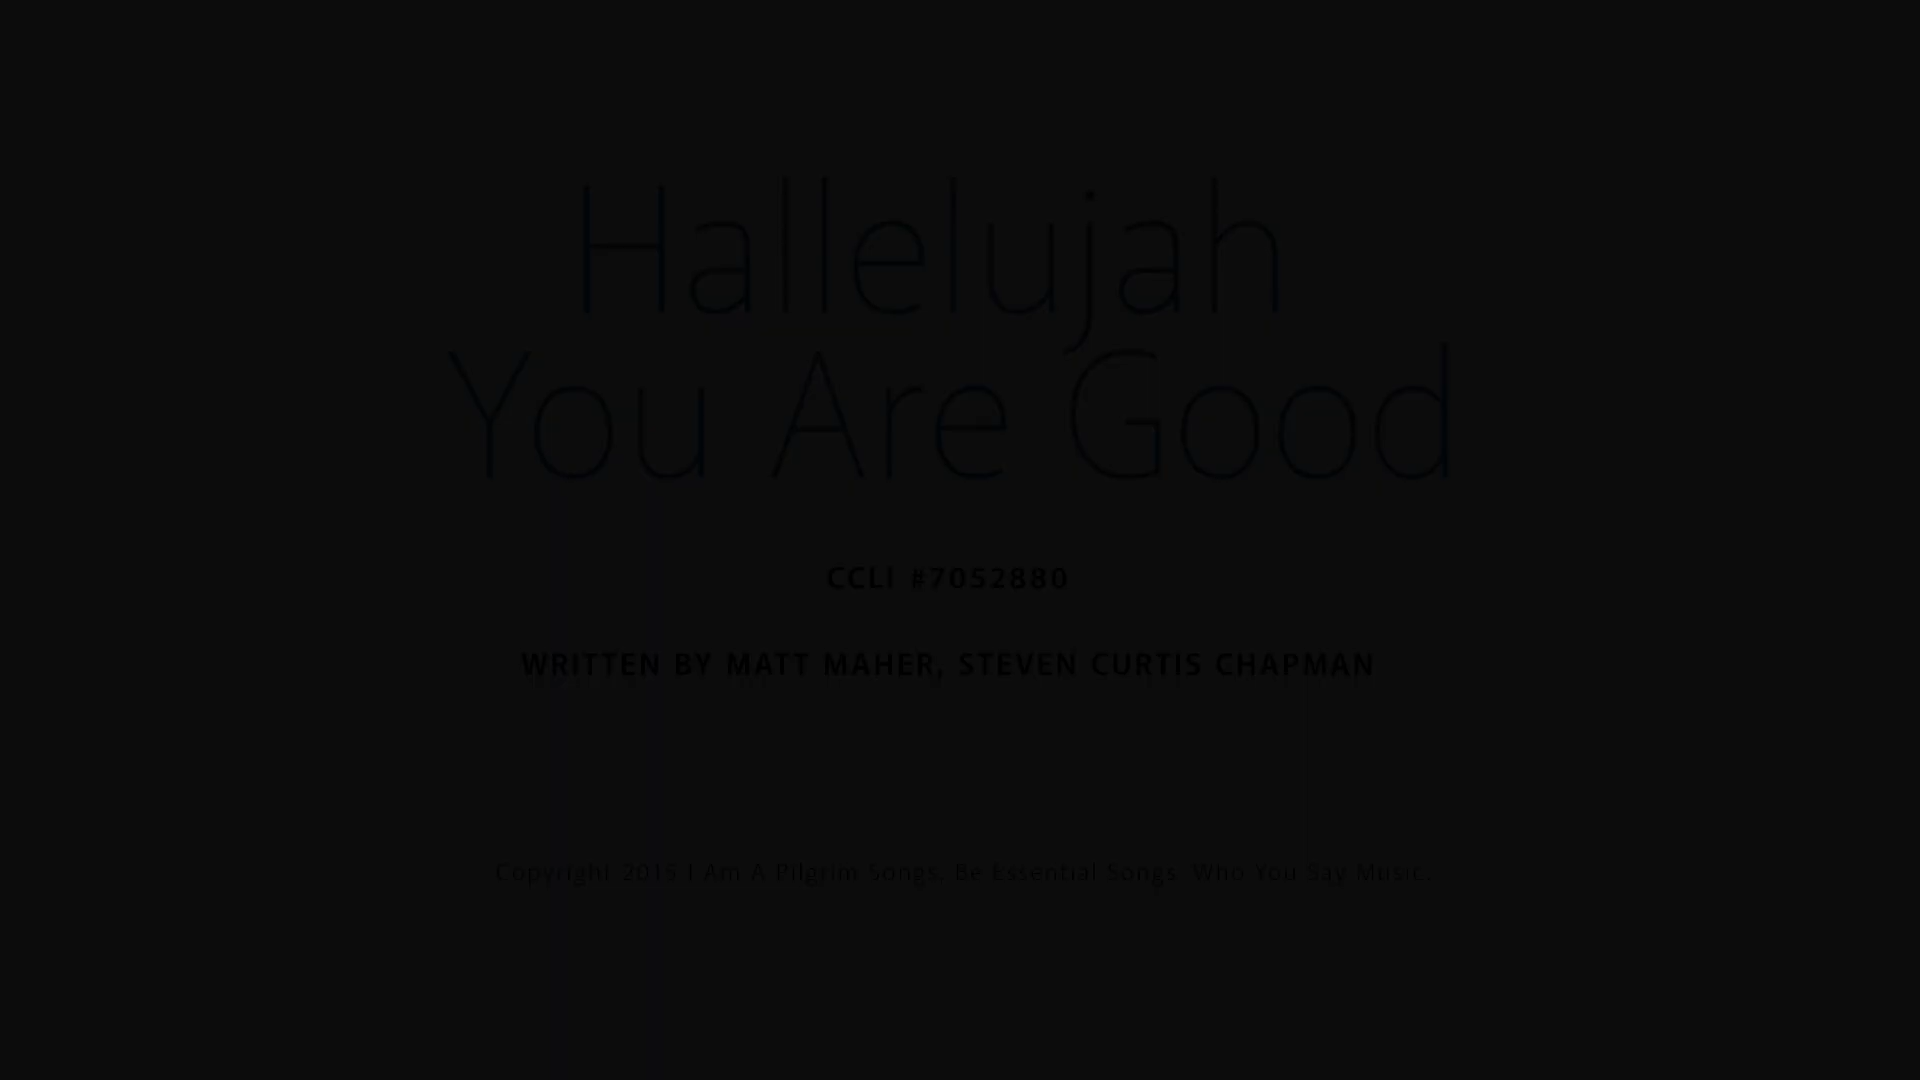 Hallelujah
You Are Good
CCLI #7052880
WRITTEN BY MATT MAHER, STEVEN CURTIS CHAPMAN
Copyright 2015 I Am A Pilgrim Songs, Be Essential Songs, Who You Say Music.